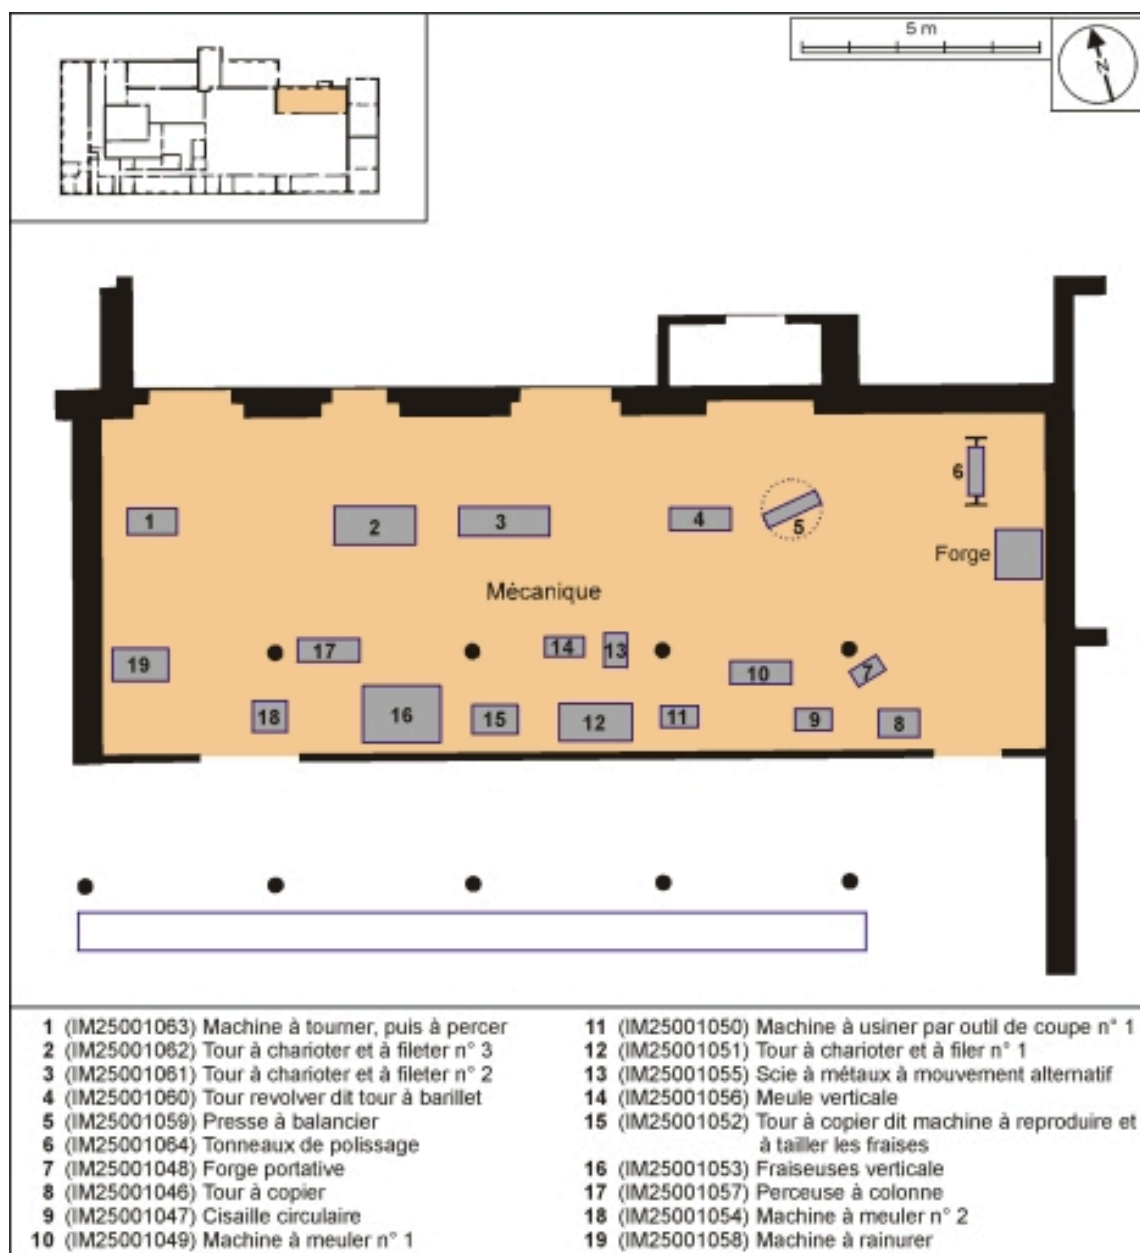 5 m
N
1
2
3
4
5
6
Forge
Mécanique
19
17
14
13
10
7
18
16
15
12
11
9
8
1 (IM25001063) Machine à tourner, puis à percer
2 (IM25001062) Tour à charioter et à fileter n° 3
3 (IM25001061) Tour à charioter et à fileter n° 2
4 (IM25001060) Tour revolver dit tour à barillet
5 (IM25001059) Presse à balancier
6 (IM25001064) Tonneaux de polissage
7 (IM25001048) Forge portative
8 (IM25001046) Tour à copier
9 (IM25001047) Cisaille circulaire
10 (IM25001049) Machine à meuler n° 1
11 (IM25001050) Machine à usiner par outil de coupe n° 1
12 (IM25001051) Tour à charioter et à filer n° 1
13 (IM25001055) Scie à métaux à mouvement alternatif
14 (IM25001056) Meule verticale
15 (IM25001052) Tour à copier dit machine à reproduire et
à tailler les fraises
16 (IM25001053) Fraiseuses verticale
17 (IM25001057) Perceuse à colonne
18 (IM25001054) Machine à meuler n° 2
19 (IM25001058) Machine à rainurer